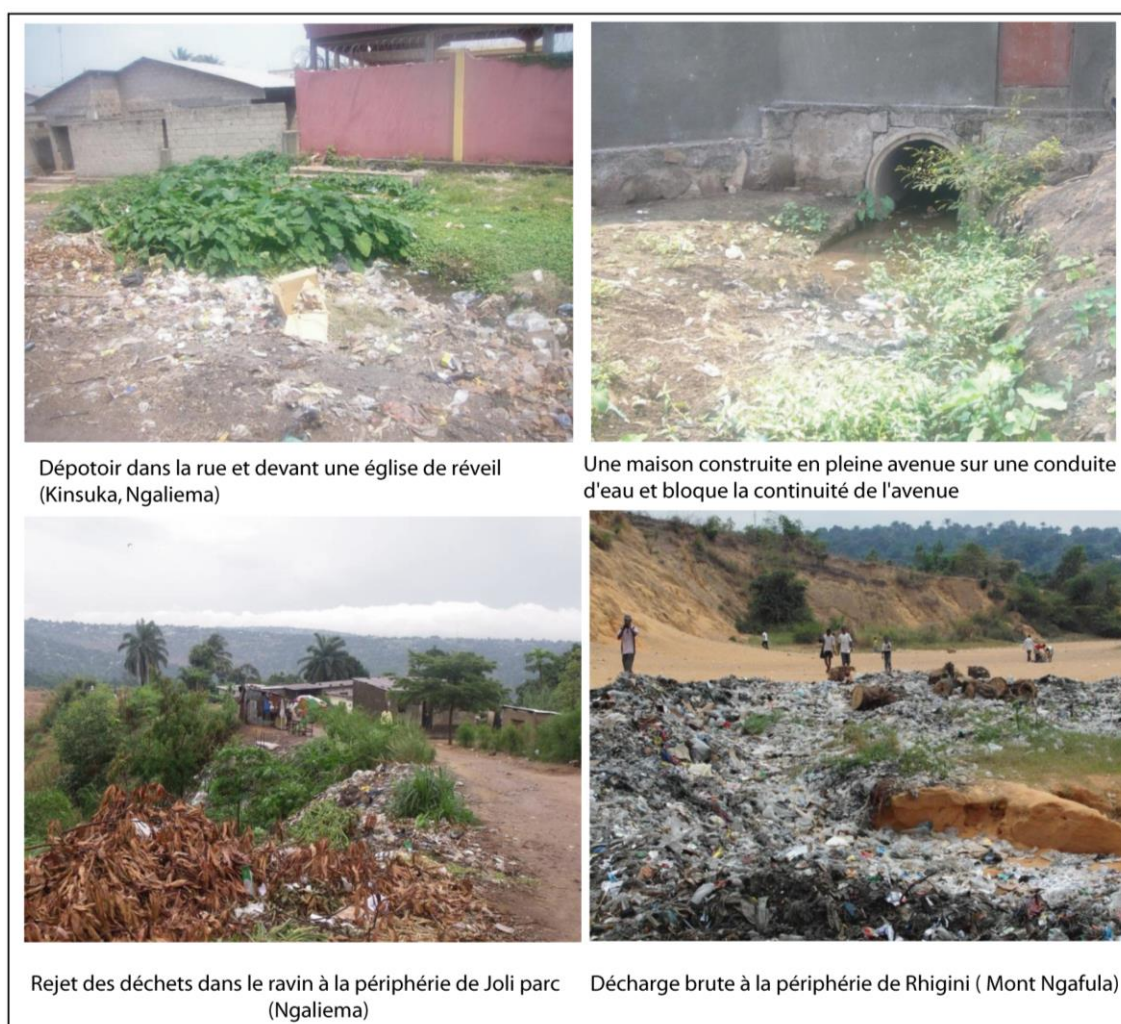 Dépotoir dans la rue et devant une église de réveil
(Kinsuka, Ngaliema)
Une maison construite en pleine avenue sur une conduite
d'eau et bloque la continuité de l'avenue
Rejet des déchets dans le ravin à la périphérie de Joli parc
(Ngaliema)
Décharge brute à la périphérie de Rhigini ( Mont Ngafula)